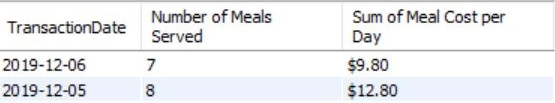 TransactionDate Number of Meals Served Sum of Meal Cost per Day
2019-12-06 7 $9.80
2019-12-05 8 $12.80